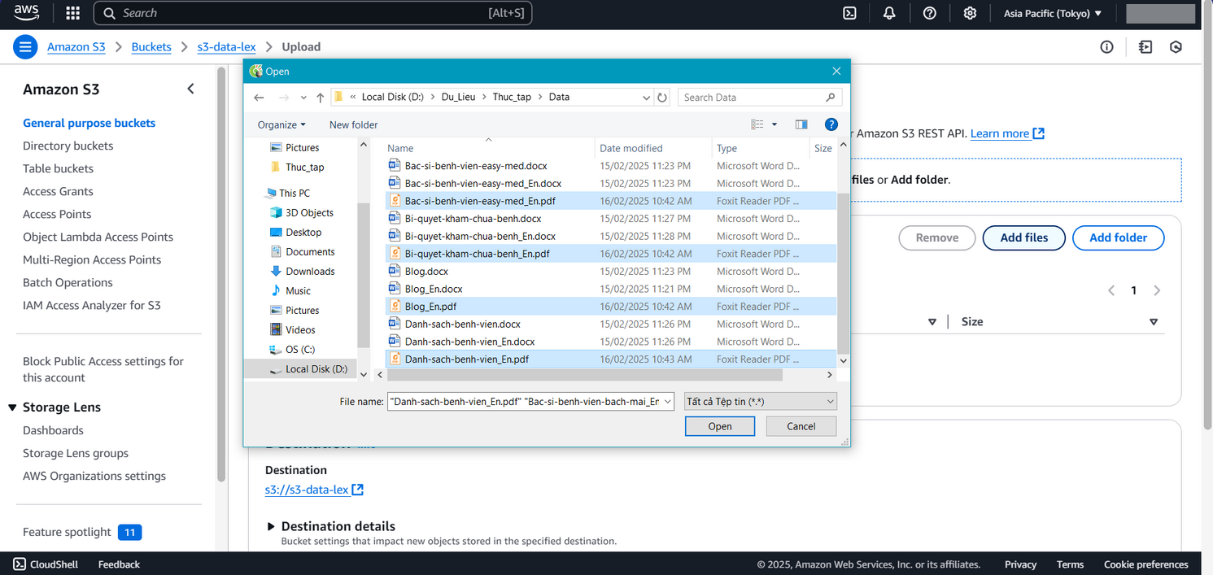 aws
Search [Alt+S]
Asia Pacific (Tokyo)
Amazon S3 > Buckets > s3-data-lex > Upload
Amazon S3
General purpose buckets
Directory buckets
Table buckets
Access Grants
Access Points
Object Lambda Access Points
Multi-Region Access Points
Batch Operations
IAM Access Analyzer for S3
Block Public Access settings for
this account
Storage Lens
Dashboards
Storage Lens groups
AWS Organizations settings
Feature spotlight 11
Open
« Local Disk (D:) > Du_Lieu > Thuc_tap > Data
Search Data
Organize New folder
Pictures
Thuc_tap
This PC
3D Objects
Desktop
Documents
Downloads
Music
Pictures
Videos
OS (C:)
Local Disk (D:)
Name Date modified Type Size
Bac-si-benh-vien-easy-med.docx 15/02/2025 11:23 PM Microsoft Word D...
Bac-si-benh-vien-easy-med_En.docx 15/02/2025 11:23 PM Microsoft Word D...
Bac-si-benh-vien-easy-med_En.pdf 16/02/2025 10:42 AM Foxit Reader PDF ...
Bi-quyet-kham-chua-benh.docx 15/02/2025 11:27 PM Microsoft Word D...
Bi-quyet-kham-chua-benh_En.docx 15/02/2025 11:28 PM Microsoft Word D...
Bi-quyet-kham-chua-benh_En.pdf 16/02/2025 10:42 AM Foxit Reader PDF ...
Blog.docx 15/02/2025 11:23 PM Microsoft Word D...
Blog_En.docx 15/02/2025 11:21 PM Microsoft Word D...
Blog_En.pdf 16/02/2025 10:42 AM Foxit Reader PDF ...
Danh-sach-benh-vien.docx 15/02/2025 11:26 PM Microsoft Word D...
Danh-sach-benh-vien_En.docx 15/02/2025 11:26 PM Microsoft Word D...
Danh-sach-benh-vien_En.pdf 16/02/2025 10:43 AM Foxit Reader PDF ...
File name: "Danh-sach-benh-vien_En.pdf" "Bac-si-benh-vien-bach-mai_En
Tất cả Tệp tin (*.*)
Open Cancel
Amazon S3 REST API. Learn more
files or Add folder.
Remove Add files Add folder
1
Size
Destination
s3://s3-data-lex
Destination details
Bucket settings that impact new objects stored in the specified destination.
CloudShell Feedback
© 2025, Amazon Web Services, Inc. or its affiliates. Privacy Terms Cookie preferences